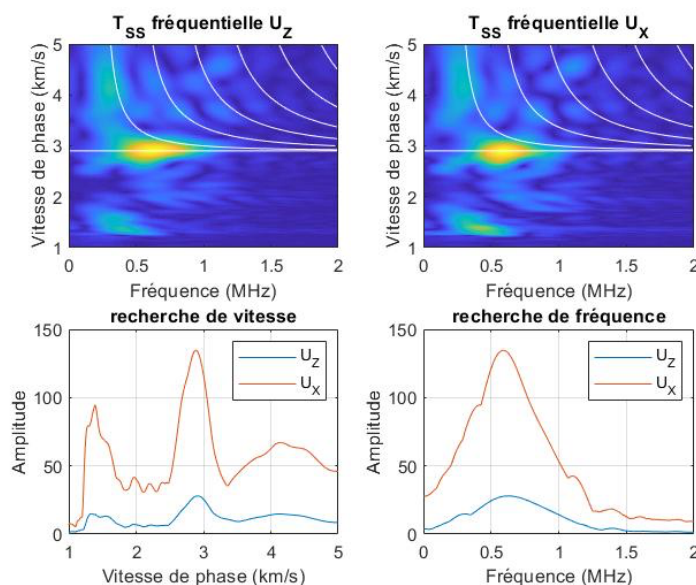 T_SS fréquentielle U_Z
Vitesse de phase (km/s)
5
4
3
2
1
0 0.5 1 1.5 2
Fréquence (MHz)
T_SS fréquentielle U_X
Vitesse de phase (km/s)
5
4
3
2
1
0 0.5 1 1.5 2
Fréquence (MHz)
recherche de vitesse
Amplitude
150
100
50
0
U_Z
U_X
1 2 3 4 5
Vitesse de phase (km/s)
recherche de fréquence
Amplitude
150
100
50
0
U_Z
U_X
0 0.5 1 1.5 2
Fréquence (MHz)